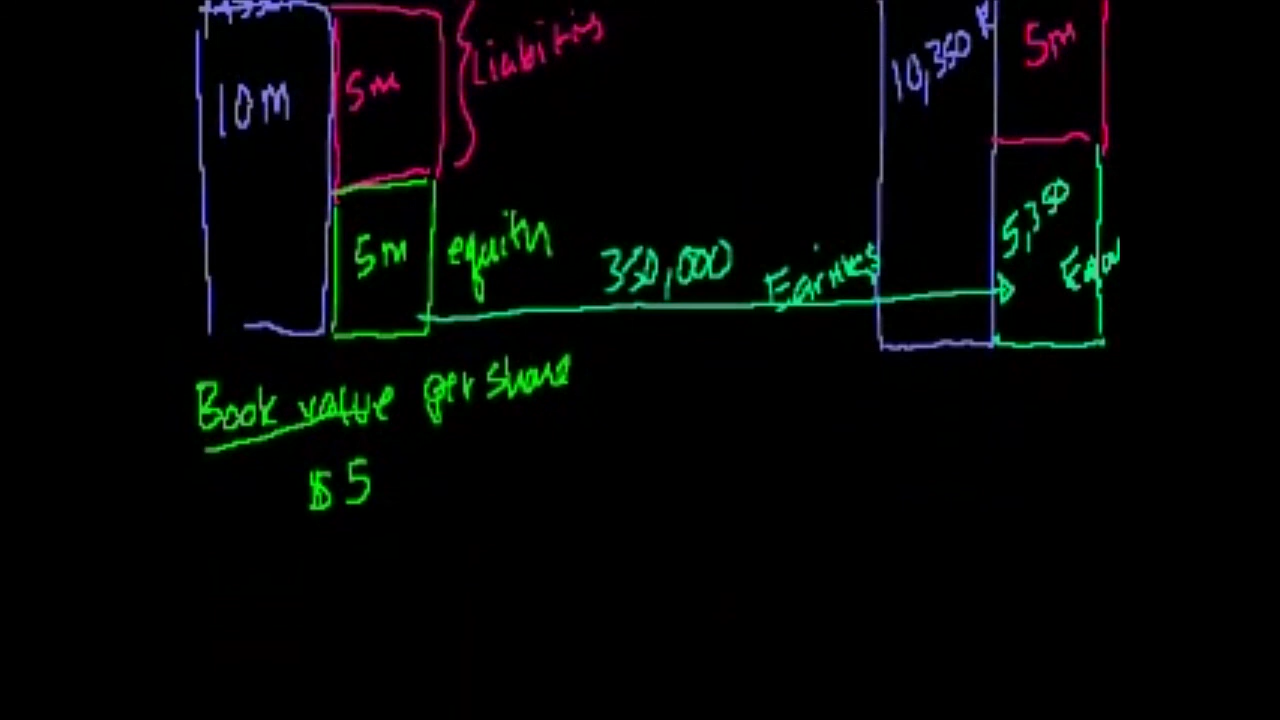 10M
5M
Liabilities
10,350 K
5M
5M
equity
350,000
Earnings
5,350
Book value per share
$5